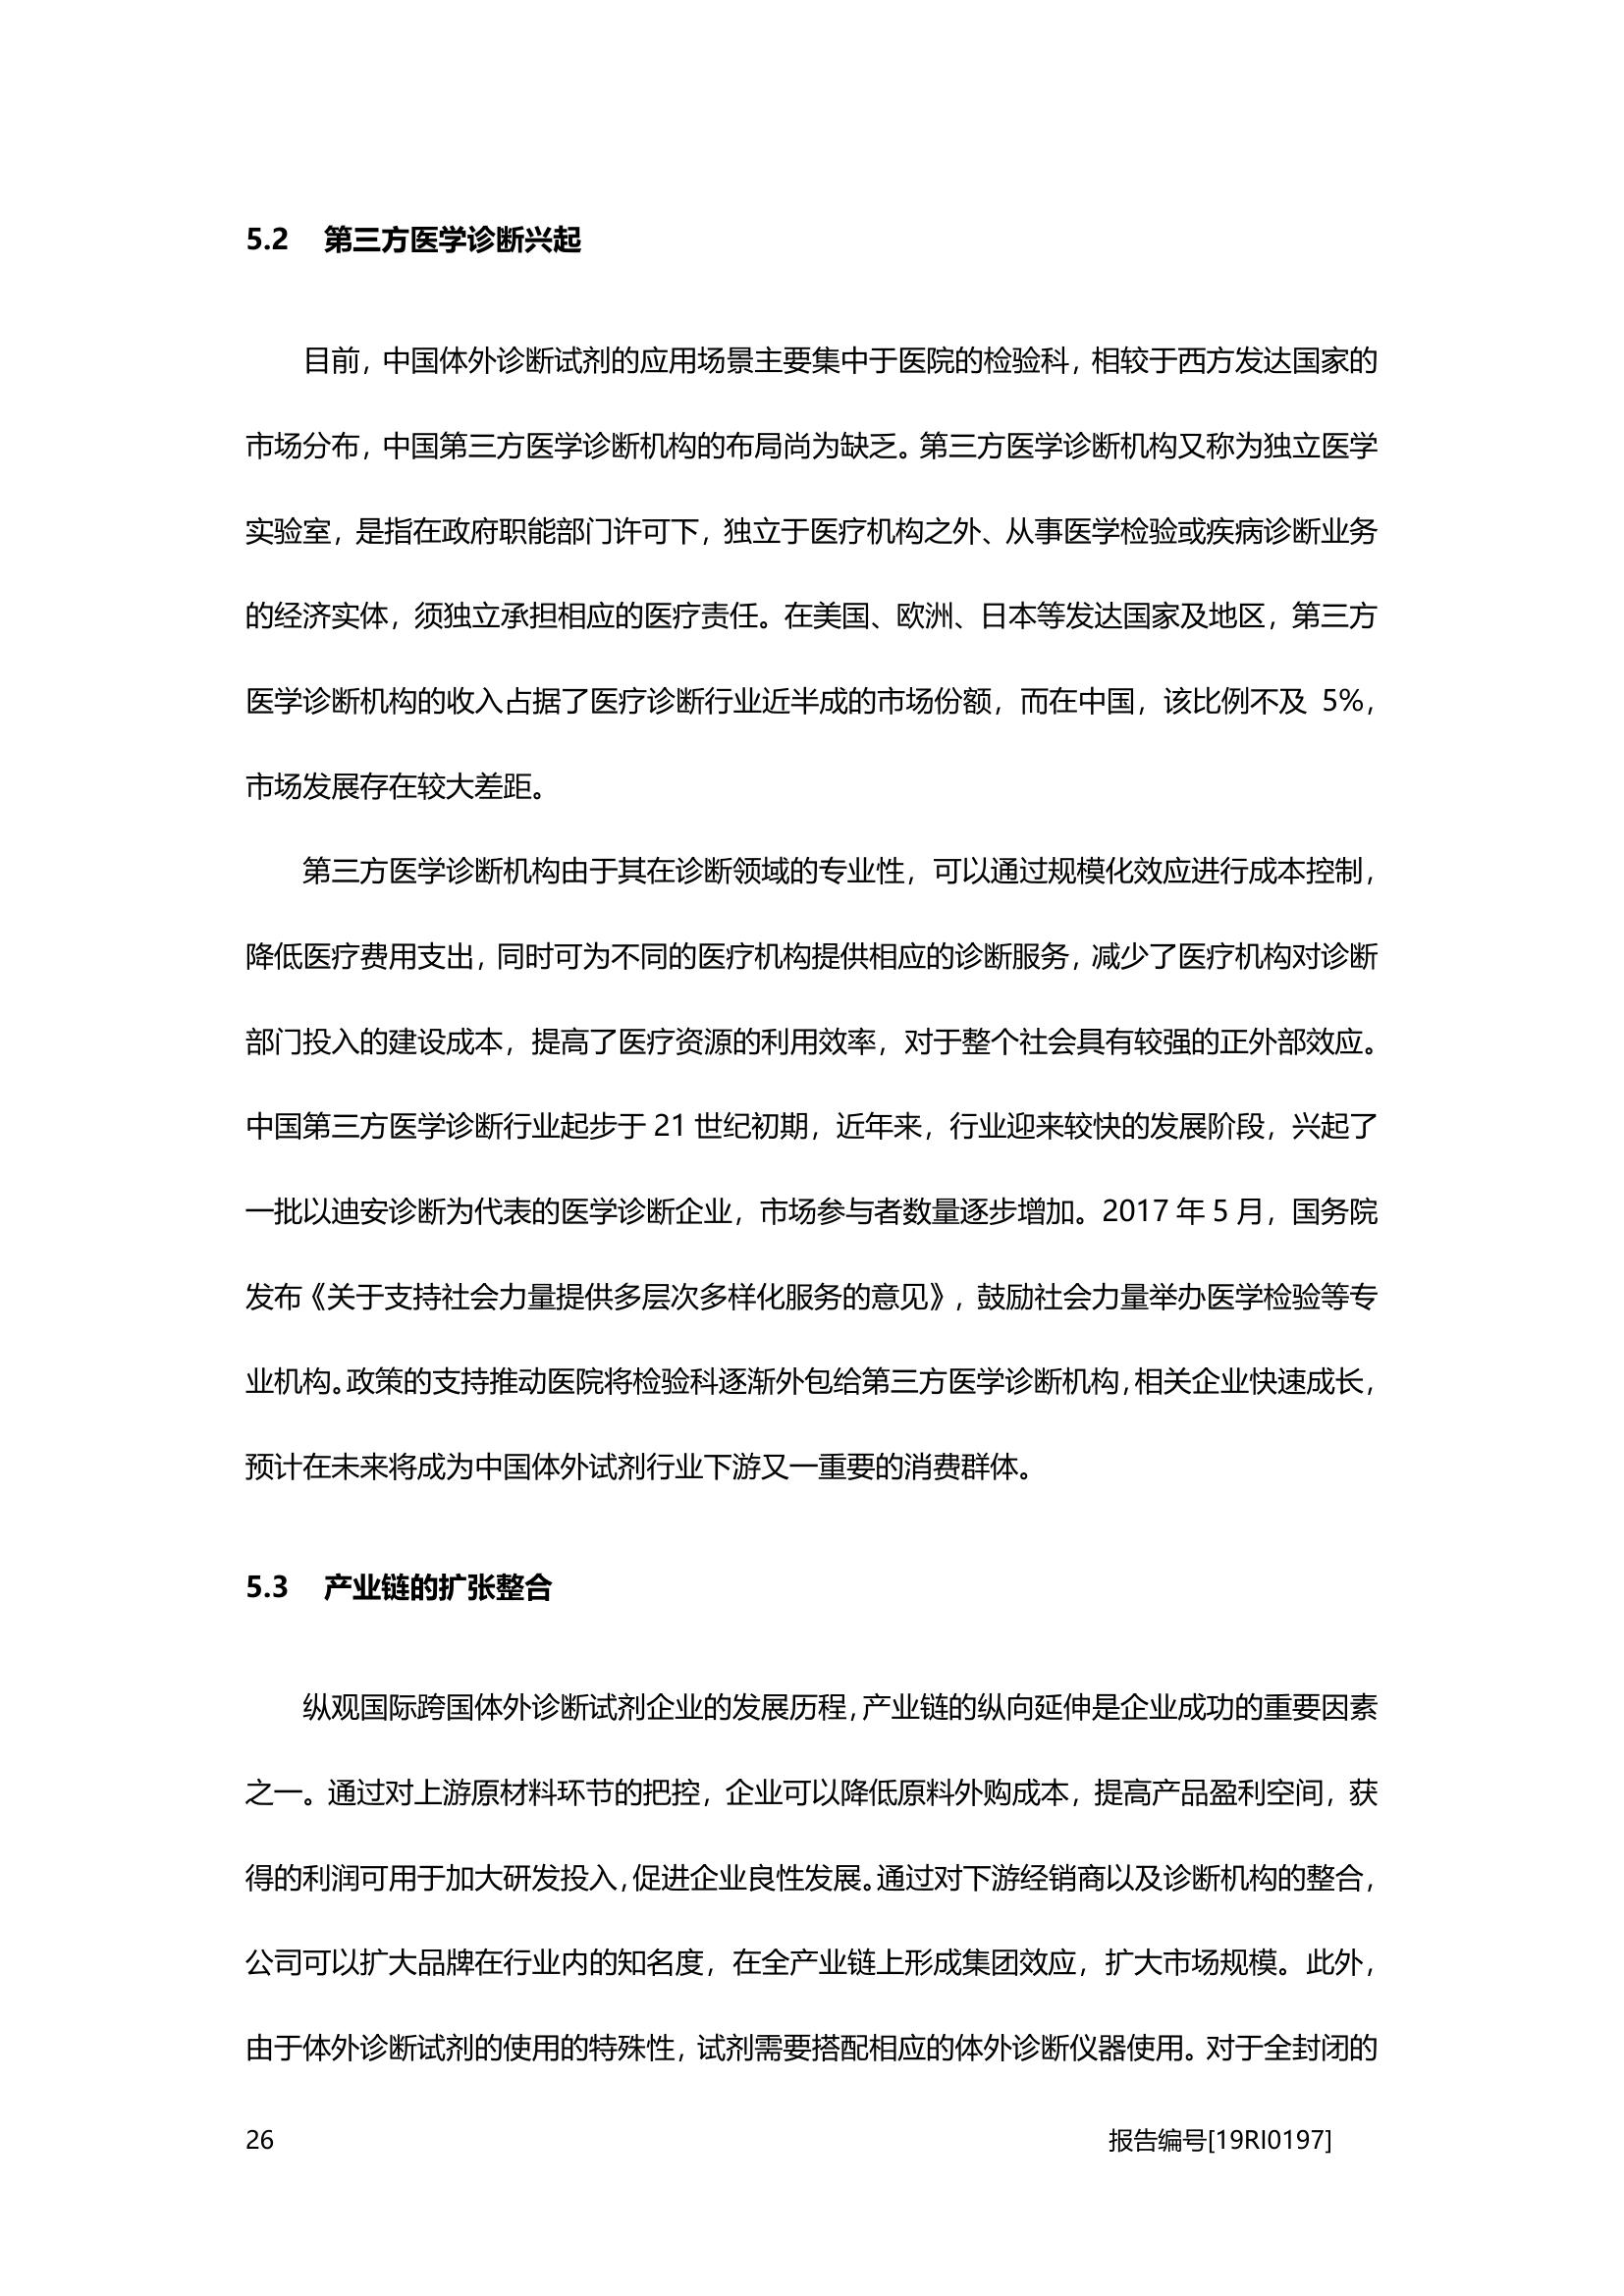 5.2 第三方医学诊断兴起
目前，中国体外诊断试剂的应用场景主要集中于医院的检验科，相较于西方发达国家的
市场分布，中国第三方医学诊断机构的布局尚为缺乏。第三方医学诊断机构又称为独立医学
实验室，是指在政府职能部门许可下，独立于医疗机构之外、从事医学检验或疾病诊断业务
的经济实体，须独立承担相应的医疗责任。在美国、欧洲、日本等发达国家及地区，第三方
医学诊断机构的收入占据了医疗诊断行业近半成的市场份额，而在中国，该比例不及 5%，
市场发展存在较大差距。
第三方医学诊断机构由于其在诊断领域的专业性，可以通过规模化效应进行成本控制，
降低医疗费用支出，同时可为不同的医疗机构提供相应的诊断服务，减少了医疗机构对诊断
部门投入的建设成本，提高了医疗资源的利用效率，对于整个社会具有较强的正外部效应。
中国第三方医学诊断行业起步于 21 世纪初期，近年来，行业迎来较快的发展阶段，兴起了
一批以迪安诊断为代表的医学诊断企业，市场参与者数量逐步增加。2017 年 5 月，国务院
发布《关于支持社会力量提供多层次多样化服务的意见》，鼓励社会力量举办医学检验等专
业机构。政策的支持推动医院将检验科逐渐外包给第三方医学诊断机构，相关企业快速成长，
预计在未来将成为中国体外试剂行业下游又一重要的消费群体。
5.3 产业链的扩张整合
纵观国际跨国体外诊断试剂企业的发展历程，产业链的纵向延伸是企业成功的重要因素
之一。通过对上游原材料环节的把控，企业可以降低原料外购成本，提高产品盈利空间，获
得的利润可用于加大研发投入，促进企业良性发展。通过对下游经销商以及诊断机构的整合，
公司可以扩大品牌在行业内的知名度，在全产业链上形成集团效应，扩大市场规模。此外，
由于体外诊断试剂的使用的特殊性，试剂需要搭配相应的体外诊断仪器使用。对于全封闭的
26 报告编号[19RI0197]